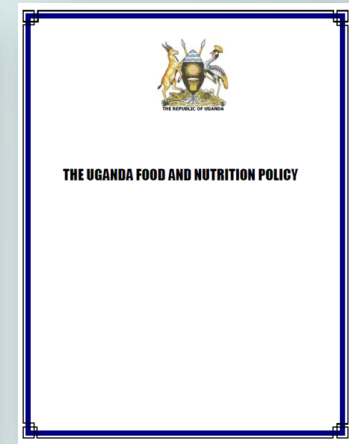 THE REPUBLIC OF UGANDA
THE UGANDA FOOD AND NUTRITION POLICY